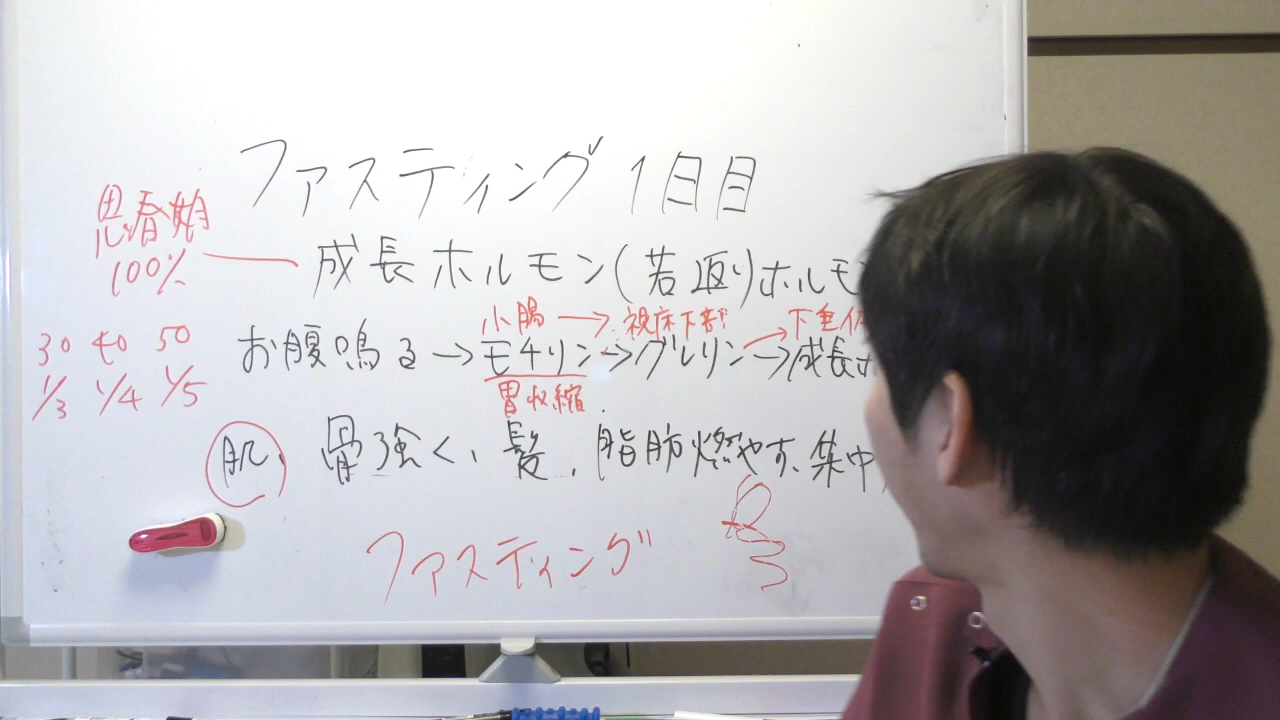 ファスティング 1日目
思春始
100%
成長ホルモン(若返りホルモン
小腸 → 視床下部 → 下垂体
お腹鳴る→モチリン→グレリン→成長ホ
胃収縮
30 40 50
1/3 1/4 1/5
肌、骨強く、髪、脂肪燃やす、集中
ファスティング